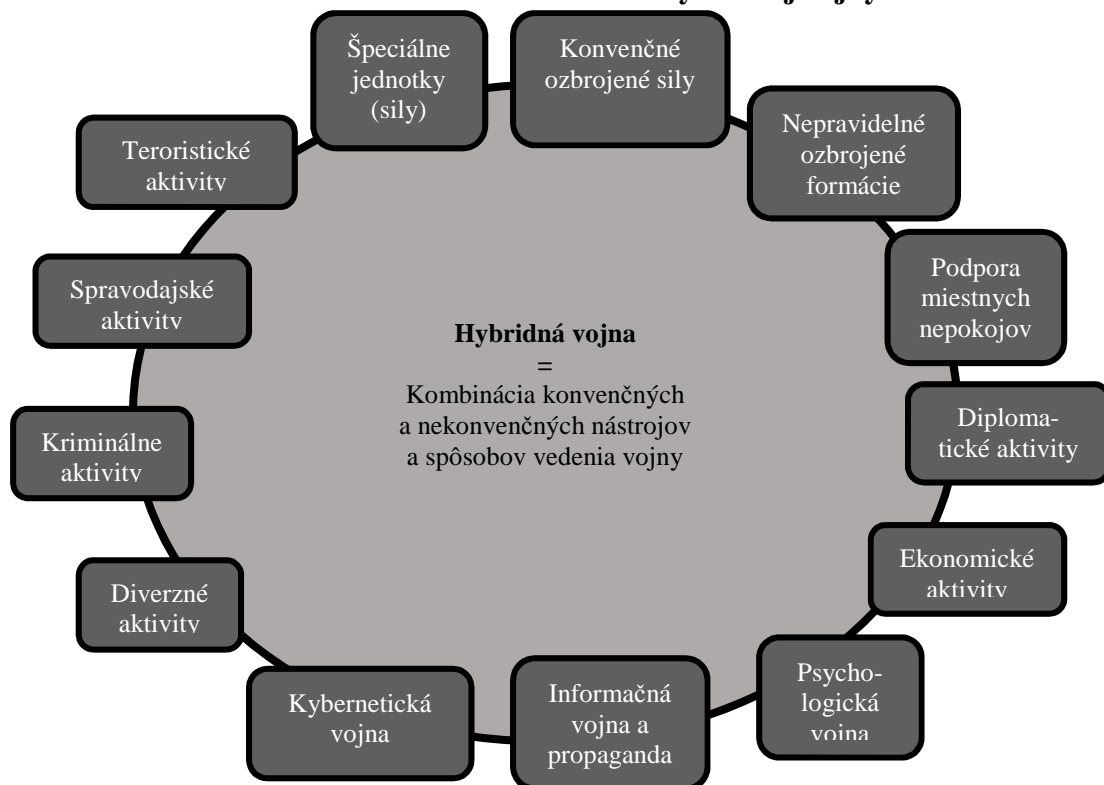 Špeciálne
jednotky
(sily)
Konvenčné
ozbrojené sily
Nepravidelné
ozbrojené
formácie
Teroristické
aktivity
Podpora
miestnych
nepokojov
Spravodajské
aktivity
Hybridná vojna
=
Kombinácia konvenčných
a nekonvenčných nástrojov
a spôsobov vedenia vojny
Diploma-
tické aktivity
Kriminálne
aktivity
Ekonomické
aktivity
Diverzné
aktivity
Psycho-
logická
vojna
Informačná
vojna a
propaganda
Kybernetická
vojna